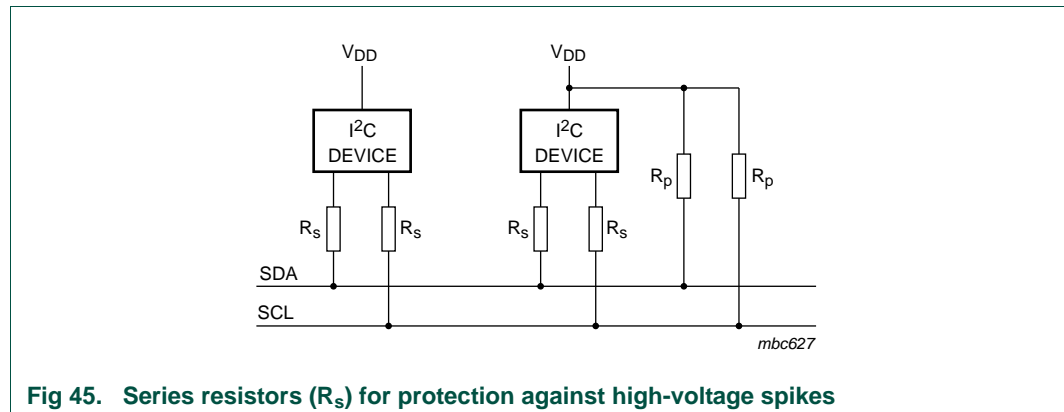 VDD VDD
I2C
DEVICE
I2C
DEVICE
Rp Rp
Rs Rs Rs Rs
SDA
SCL
mbc627
Fig 45. Series resistors (Rs) for protection against high-voltage spikes